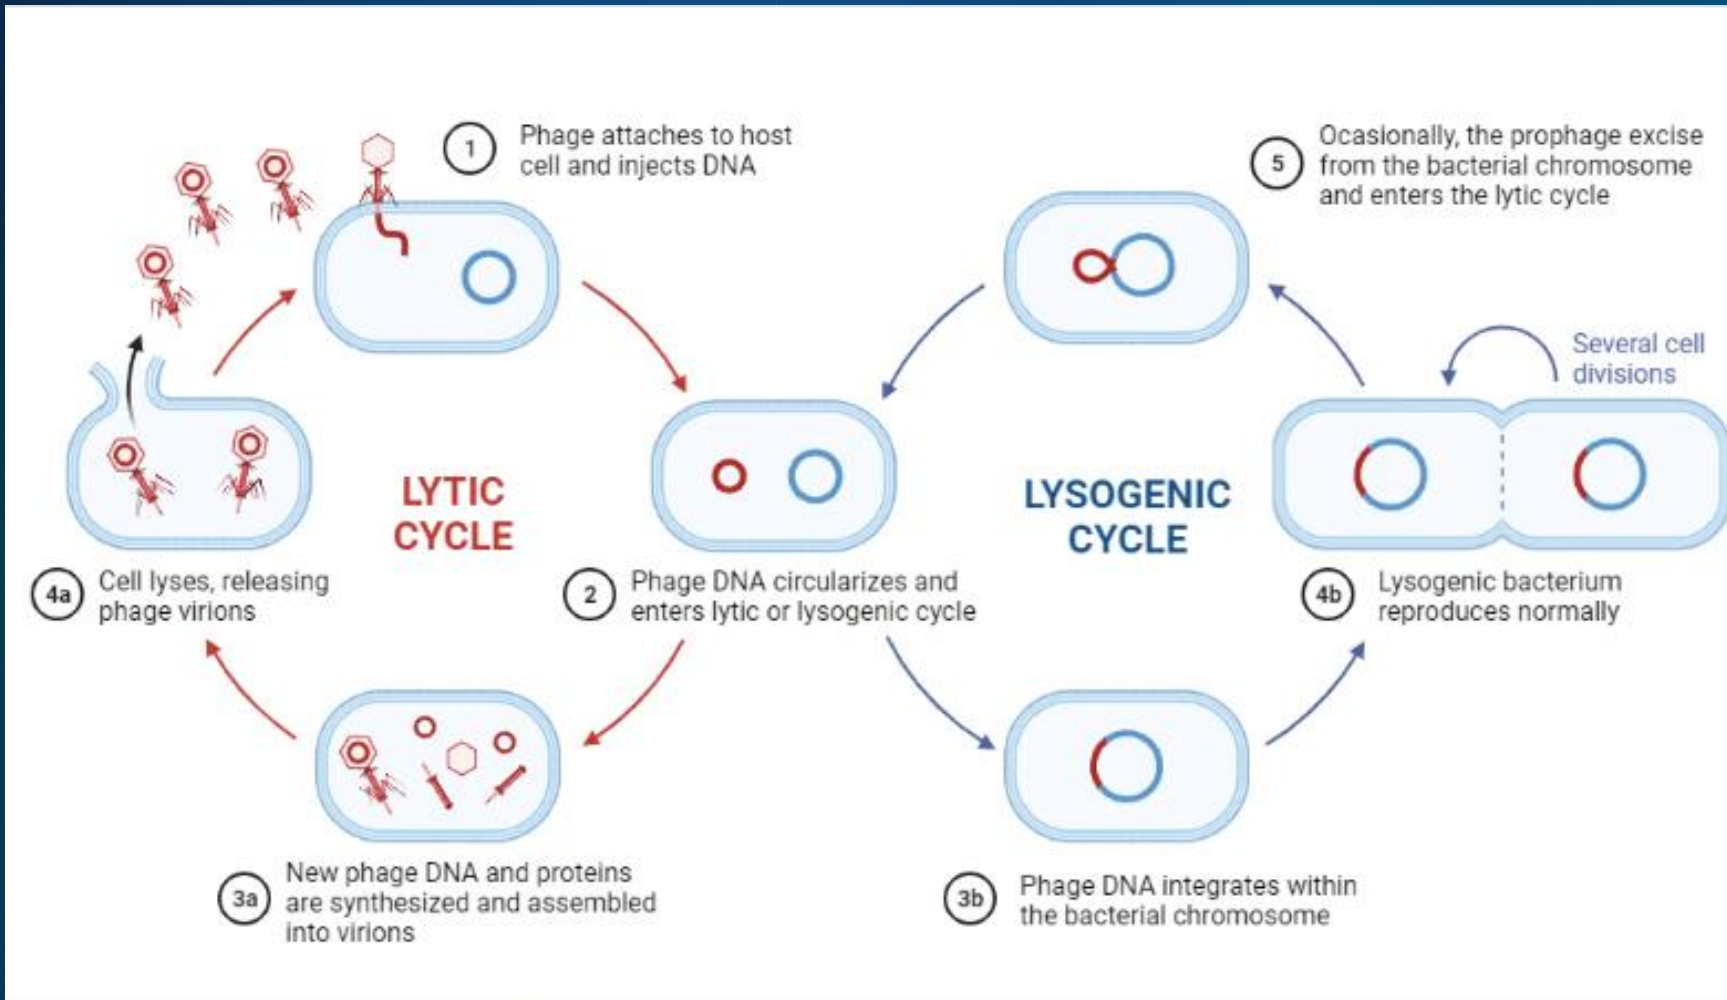 1
Phage attaches to host
cell and injects DNA
5
Ocasionally, the prophage excise
from the bacterial chromosome
and enters the lytic cycle
Several cell
divisions
LYTIC
CYCLE
LYSOGENIC
CYCLE
4a
Cell lyses, releasing
phage virions
2
Phage DNA circularizes and
enters lytic or lysogenic cycle
4b
Lysogenic bacterium
reproduces normally
3a
New phage DNA and proteins
are synthesized and assembled
into virions
3b
Phage DNA integrates within
the bacterial chromosome